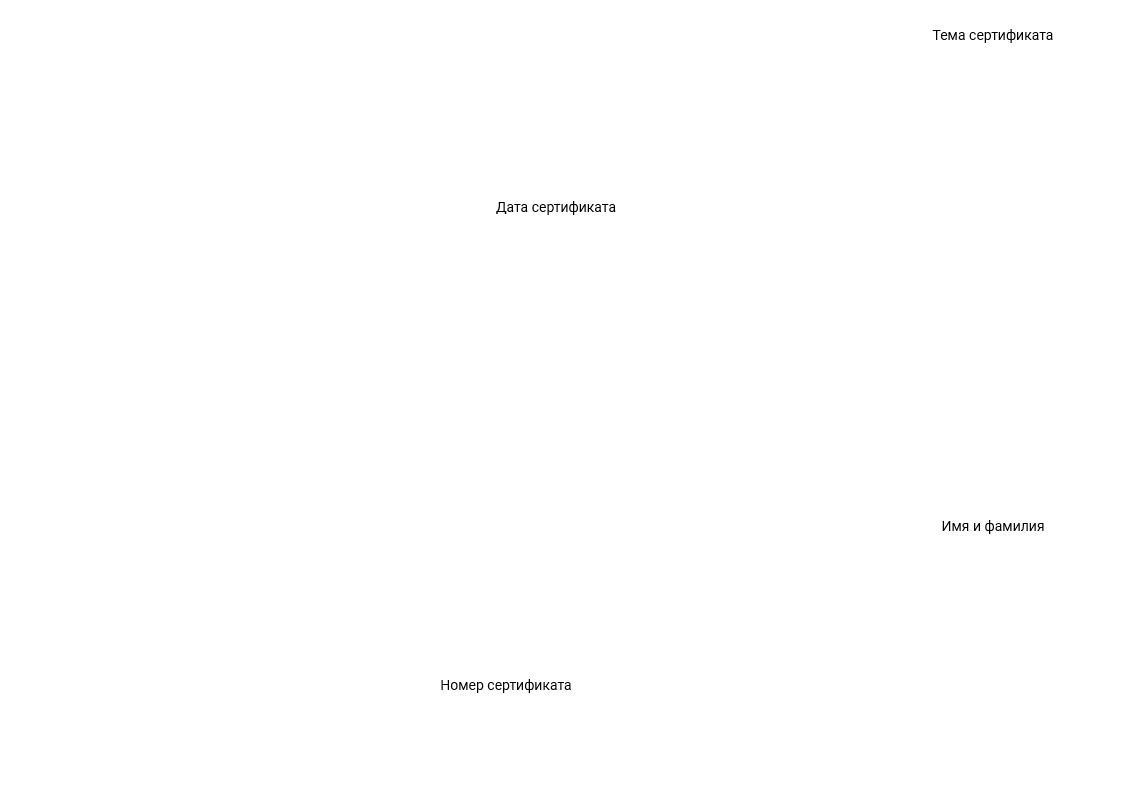 Тема сертификата
Дата сертификата
Имя и фамилия
Номер сертификата